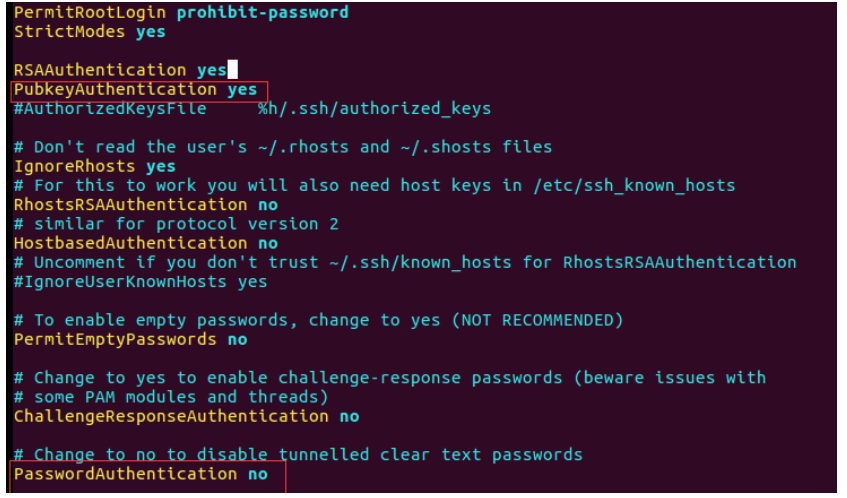 PermitRootLogin prohibit-password
StrictModes yes
RSAAuthentication yes
PubkeyAuthentication yes
#AuthorizedKeysFile     %h/.ssh/authorized_keys
# Don't read the user's ~/.rhosts and ~/.shosts files
IgnoreRhosts yes
# For this to work you will also need host keys in /etc/ssh_known_hosts
RhostsRSAAuthentication no
# similar for protocol version 2
HostbasedAuthentication no
# Uncomment if you don't trust ~/.ssh/known_hosts for RhostsRSAAuthentication
#IgnoreUserKnownHosts yes
# To enable empty passwords, change to yes (NOT RECOMMENDED)
PermitEmptyPasswords no
# Change to yes to enable challenge-response passwords (beware issues with
# some PAM modules and threads)
ChallengeResponseAuthentication no
# Change to no to disable tunnelled clear text passwords
PasswordAuthentication no